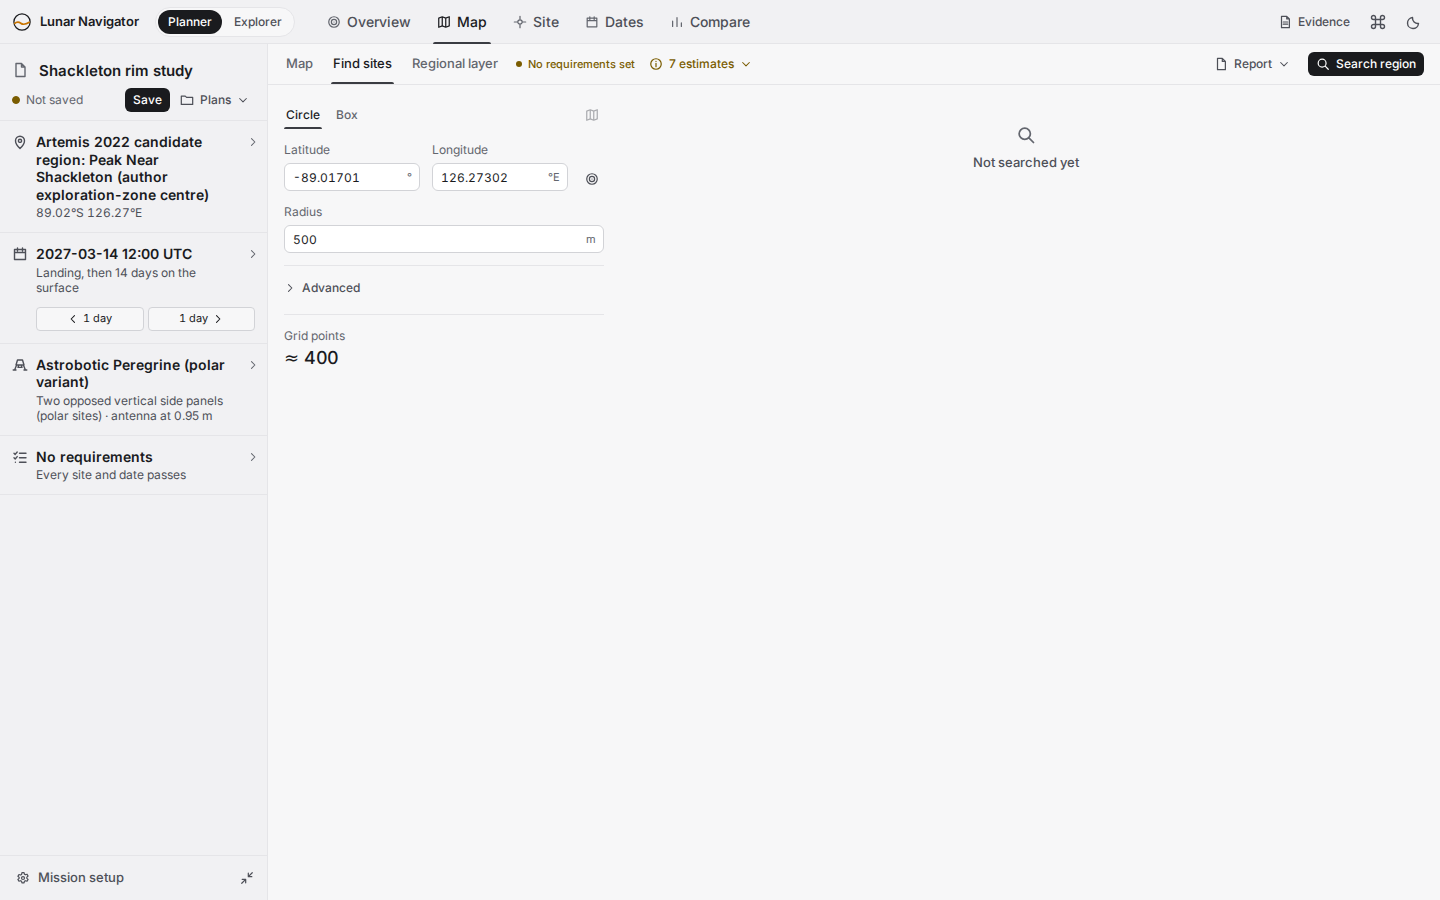 Lunar Navigator
Planner
Explorer
Overview
Map
Site
Dates
Compare
Evidence
Shackleton rim study
Not saved
Save
Plans
Artemis 2022 candidate
region: Peak Near
Shackleton (author
exploration-zone centre)
89.02°S 126.27°E
2027-03-14 12:00 UTC
Landing, then 14 days on the
surface
1 day
1 day
Astrobotic Peregrine (polar
variant)
Two opposed vertical side panels
(polar sites) · antenna at 0.95 m
No requirements
Every site and date passes
Mission setup
Map
Find sites
Regional layer
No requirements set
7 estimates
Report
Search region
Circle
Box
Latitude
Longitude
-89.01701 °
126.27302 °E
Radius
500 m
Advanced
Grid points
≈ 400
Not searched yet